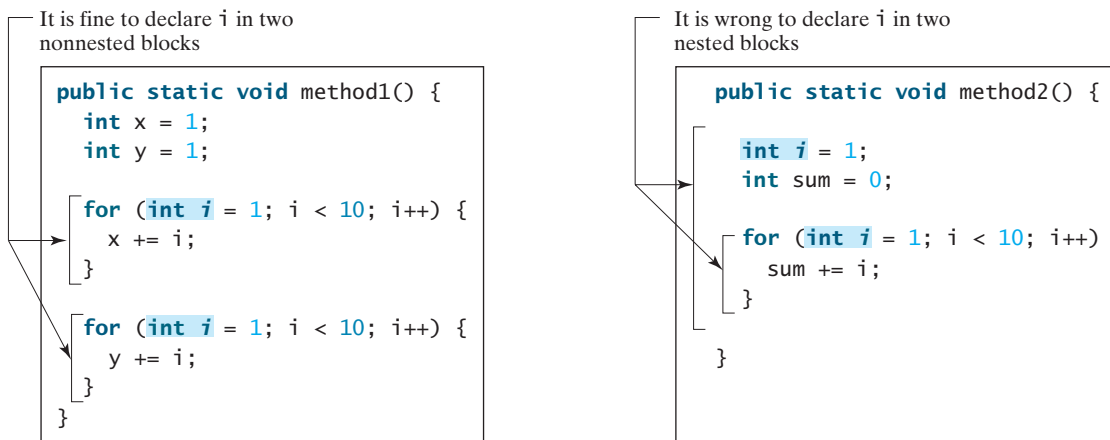 It is fine to declare i in two
nonnested blocks
public static void method1() {
int x = 1;
int y = 1;
for (int i = 1; i < 10; i++) {
x += i;
}
for (int i = 1; i < 10; i++) {
y += i;
}
}
It is wrong to declare i in two
nested blocks
public static void method2() {
int i = 1;
int sum = 0;
for (int i = 1; i < 10; i++)
sum += i;
}
}